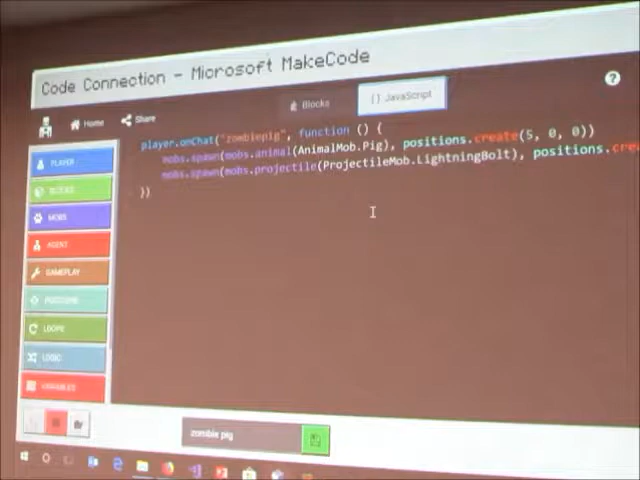 Code Connection - Microsoft MakeCode
Home
Share
Blocks
{} JavaScript
?
PLAYER
BLOCKS
MOBS
AGENT
GAMEPLAY
POSITIONS
LOOPS
LOGIC
VARIABLES
player.onChat("zombiepig", function () {
mobs.spawn(mobs.animal(AnimalMob.Pig), positions.create(5, 0, 0))
mobs.spawn(mobs.projectile(ProjectileMob.LightningBolt), positions.cre
})
zombie pig